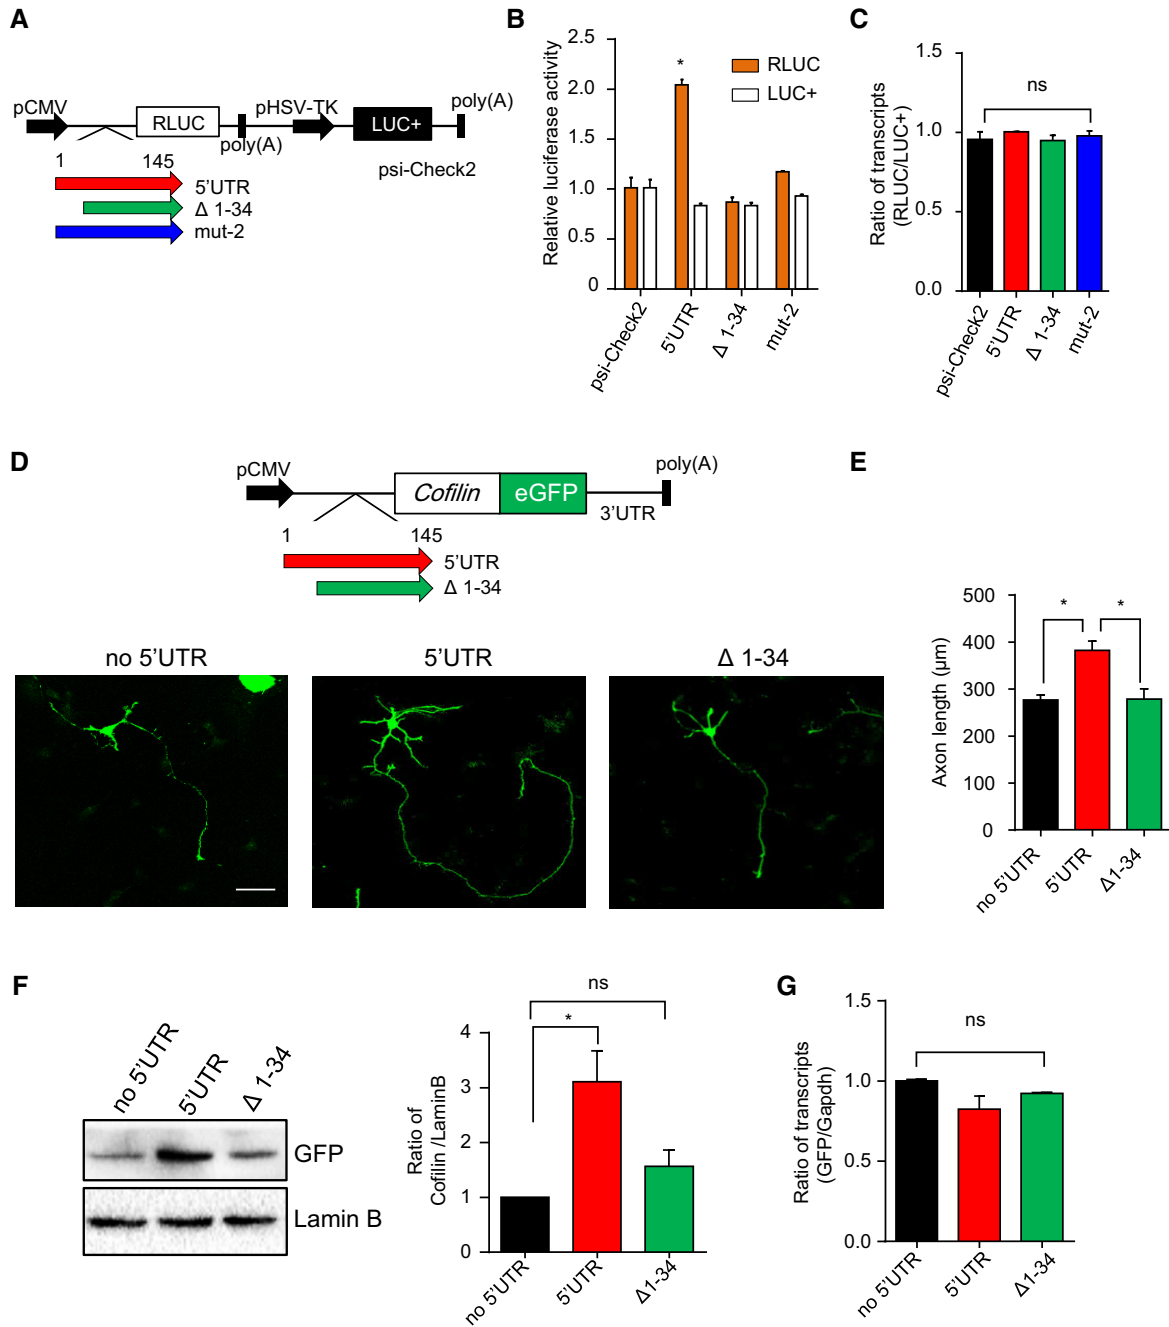 A
pCMV
RLUC
poly(A)
pHSV-TK
LUC+
poly(A)
psi-Check2
1
145
5'UTR
Δ 1-34
mut-2
B
Relative luciferase activity
2.5
2.0
1.5
1.0
0.5
0
*
RLUC
LUC+
psi-Check2
5'UTR
Δ 1-34
mut-2
C
Ratio of transcripts
(RLUC/LUC+)
1.5
1.0
0.5
0.0
ns
psi-Check2
5'UTR
Δ 1-34
mut-2
D
pCMV
Cofilin
eGFP
3'UTR
poly(A)
1
145
5'UTR
Δ 1-34
no 5'UTR
5'UTR
Δ 1-34
E
Axon length (µm)
500
400
300
200
100
0
*
*
no 5'UTR
5'UTR
Δ1-34
F
no 5'UTR
5'UTR
Δ 1-34
GFP
Lamin B
Ratio of
Cofilin /LaminB
4
3
2
1
0
ns
*
no 5'UTR
5'UTR
Δ1-34
G
Ratio of transcripts
(GFP/Gapdh)
1.5
1.0
0.5
0.0
ns
no 5'UTR
5'UTR
Δ1-34